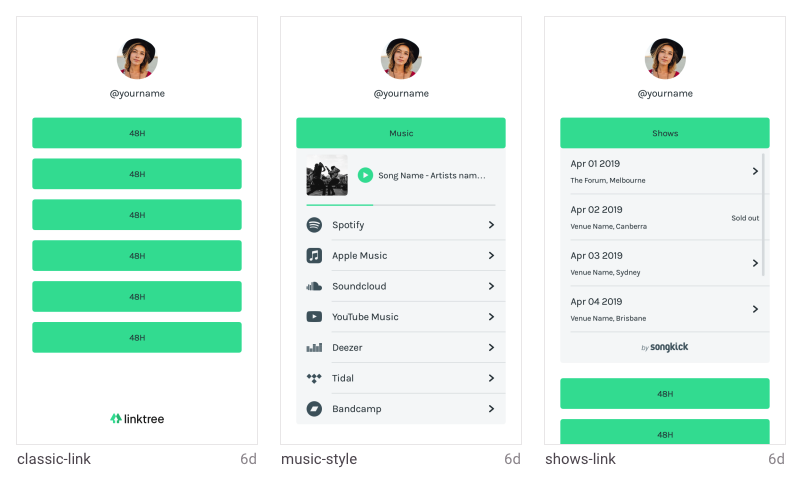 @yourname
48H
48H
48H
48H
48H
48H
linktree
classic-link 6d
@yourname
Music
Song Name - Artists nam...
Spotify
Apple Music
Soundcloud
YouTube Music
Deezer
Tidal
Bandcamp
music-style 6d
@yourname
Shows
Apr 01 2019
The Forum, Melbourne
Apr 02 2019
Sold out
Venue Name, Canberra
Apr 03 2019
Venue Name, Sydney
Apr 04 2019
Venue Name, Brisbane
by songkick
48H
48H
shows-link 6d